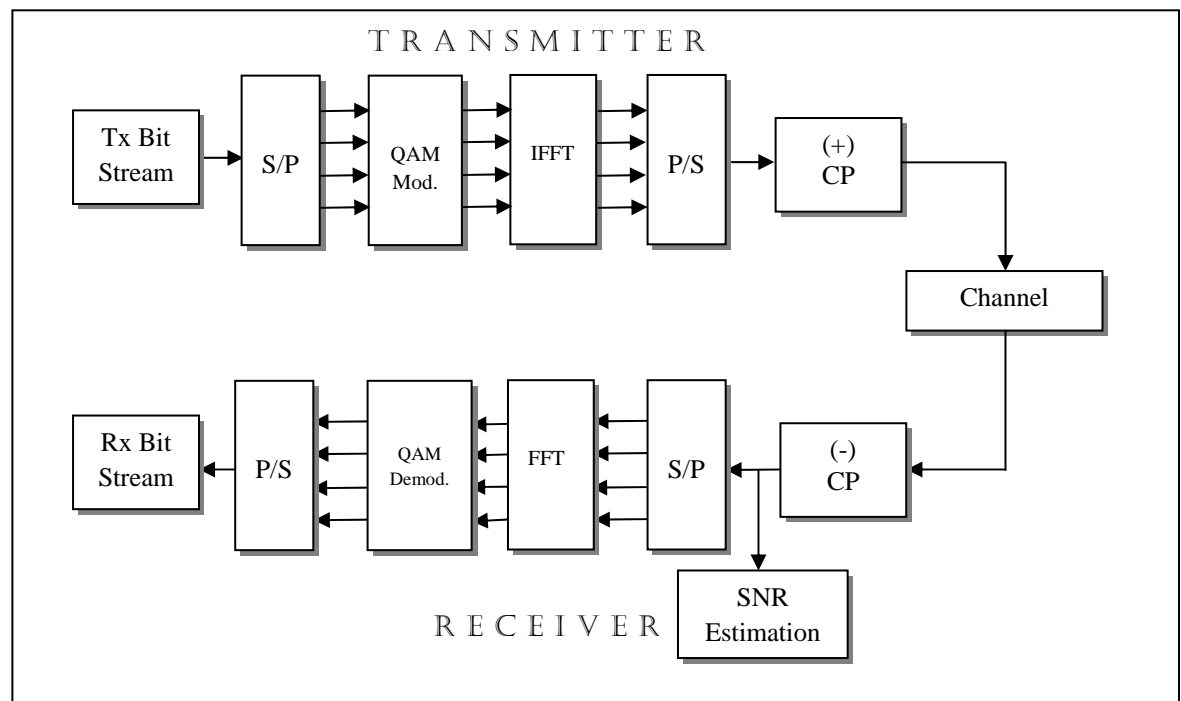 TRANSMITTER
Tx Bit
Stream
S/P
QAM
Mod.
IFFT
P/S
(+)
CP
Channel
Rx Bit
Stream
P/S
QAM
Demod.
FFT
S/P
(-)
CP
SNR
Estimation
RECEIVER